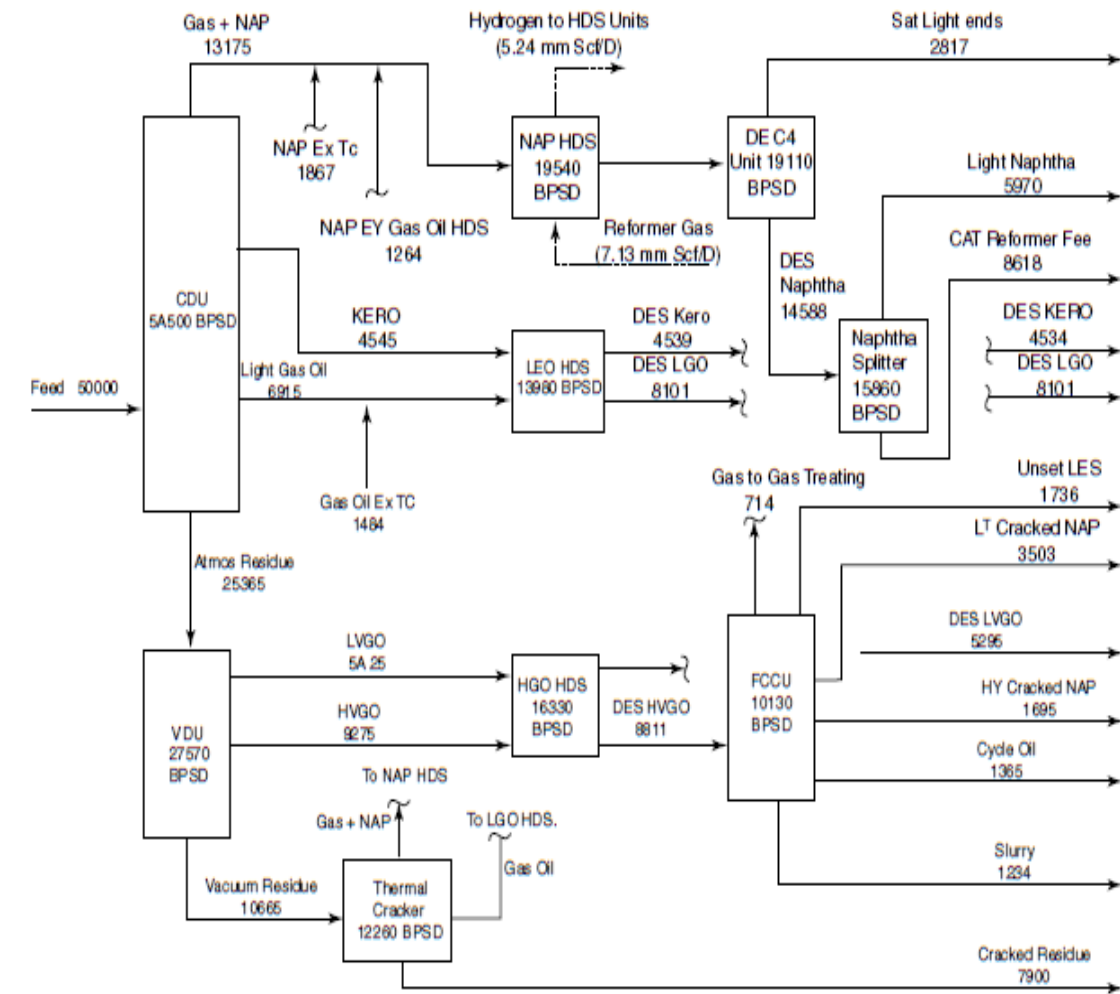 Gas + NAP
13175
Hydrogen to HDS Units
(5.24 mm Scf/D)
Sat Light ends
2817
NAP Ex Tc
1867
NAP EY Gas Oil HDS
1264
NAP HDS
19540
BPSD
Reformer Gas
(7.13 mm Scf/D)
DE C4
Unit 19110
BPSD
Light Naphtha
5970
CAT Reformer Fee
8618
DES
Naphtha
14588
CDU
5A500 BPSD
KERO
4545
DES Kero
4539
DES LGO
8101
LEO HDS
13980 BPSD
Naphtha
Splitter
15860
BPSD
DES KERO
4534
DES LGO
8101
Feed 50000
Light Gas Oil
6915
Gas Oil Ex TC
1484
Gas to Gas Treating
714
Unset LES
1736
LT Cracked NAP
3503
Atmos Residue
25365
LVGO
5A 25
HVGO
9275
HGO HDS
16330
BPSD
DES HVGO
8811
FCCU
10130
BPSD
DES LVGO
5295
HY Cracked NAP
1695
Cycle Oil
1365
VDU
27570
BPSD
To NAP HDS
Gas + NAP
To LGO HDS.
Gas Oil
Slurry
1234
Vacuum Residue
10665
Thermal
Cracker
12260 BPSD
Cracked Residue
7900